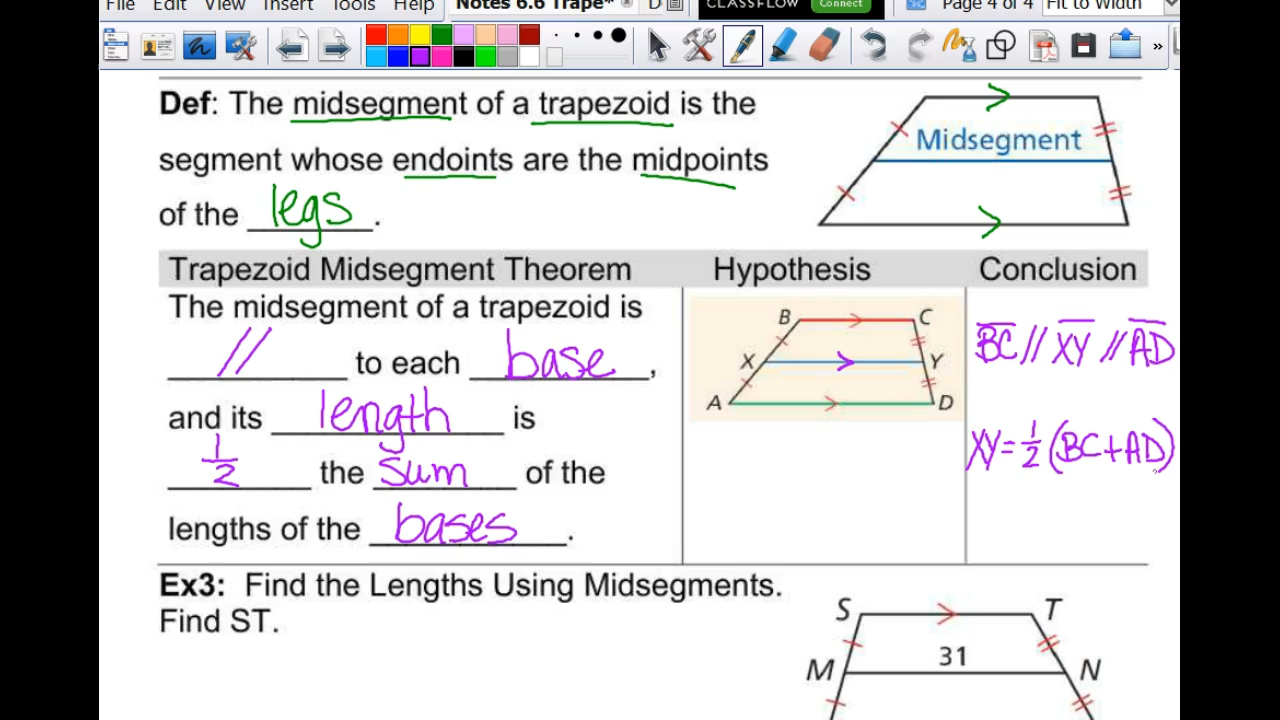 File Edit View Insert Tools Help Notes 6.6 Trape* D CLASSFLOW Connect Page 4 of 4 Fit to Width
Def: The midsegment of a trapezoid is the
segment whose endoints are the midpoints
of the legs.
Midsegment
Trapezoid Midsegment Theorem Hypothesis Conclusion
The midsegment of a trapezoid is
// to each base,
and its length is
1/2 the sum of the
lengths of the bases.
B C
X Y
A D
BC // XY // AD
XY = 1/2 (BC + AD)
Ex3: Find the Lengths Using Midsegments.
Find ST.
S T
31
M N